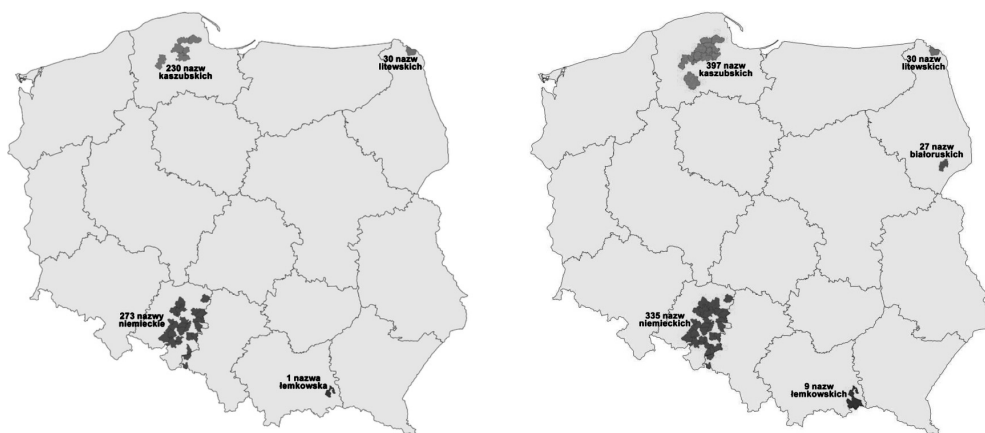 230 nazw
kaszubskich
30 nazw
litewskich
273 nazwy
niemieckie
1 nazwa
łemkowska
397 nazw
kaszubskich
30 nazw
litewskich
27 nazw
białoruskich
335 nazw
niemieckich
9 nazw
łemkowskich